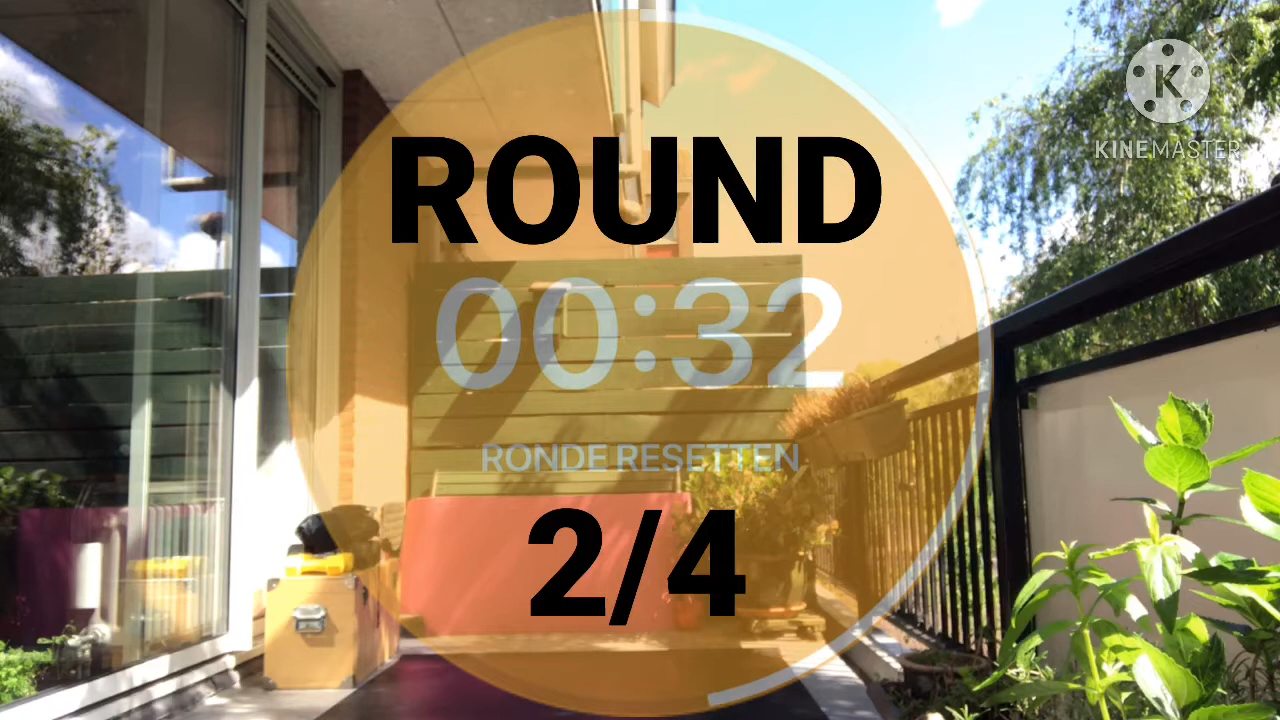 K
KINEMASTER
ROUND
00:32
RONDE RESETTEN
2/4